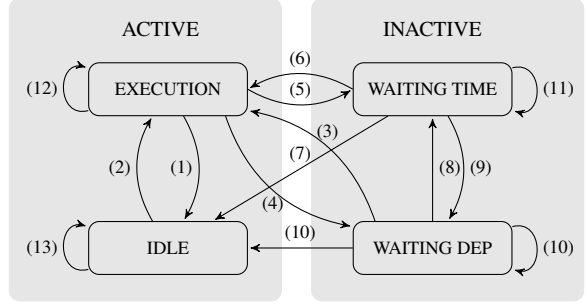 ACTIVE
INACTIVE
(6)
(12)
EXECUTION
(5)
WAITING TIME
(11)
(3)
(7)
(2)
(1)
(8)
(9)
(4)
(10)
(13)
IDLE
WAITING DEP
(10)